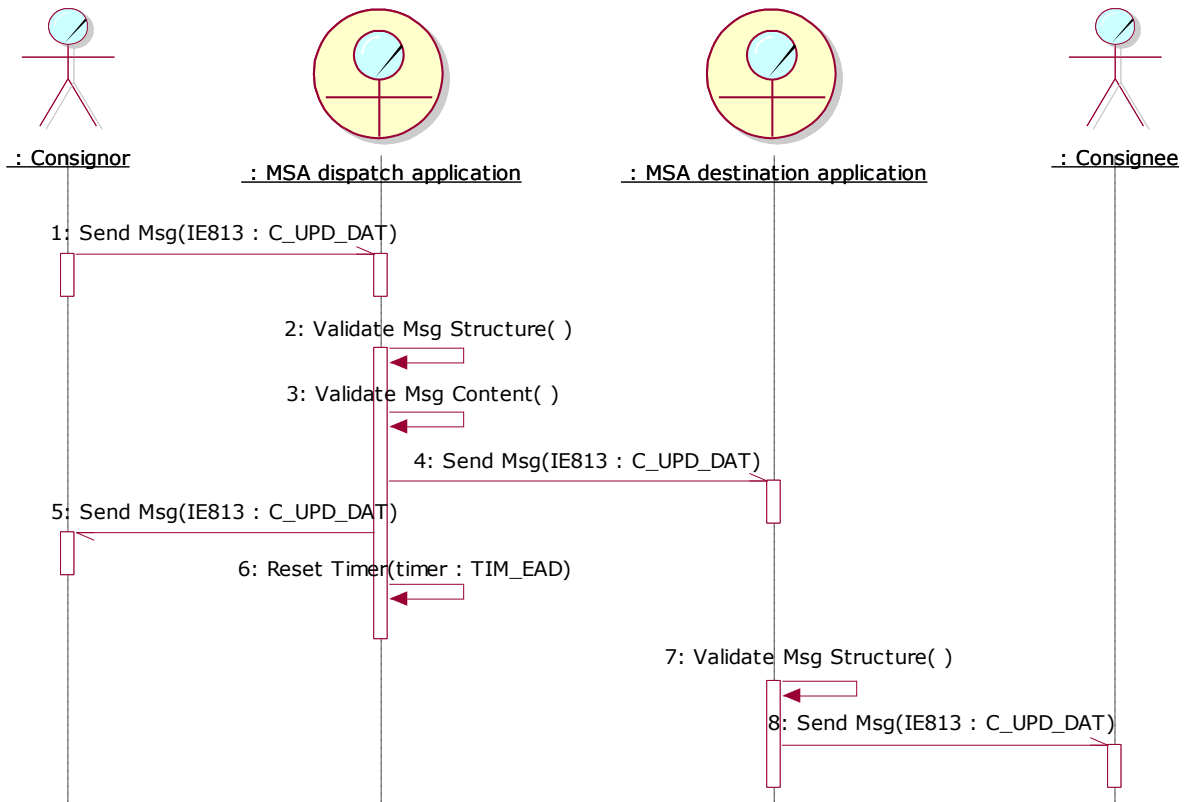 : Consignor
: MSA dispatch application
: MSA destination application
: Consignee
1: Send Msg(IE813 : C_UPD_DAT)
2: Validate Msg Structure( )
3: Validate Msg Content( )
4: Send Msg(IE813 : C_UPD_DAT)
5: Send Msg(IE813 : C_UPD_DAT)
6: Reset Timer(timer : TIM_EAD)
7: Validate Msg Structure( )
8: Send Msg(IE813 : C_UPD_DAT)